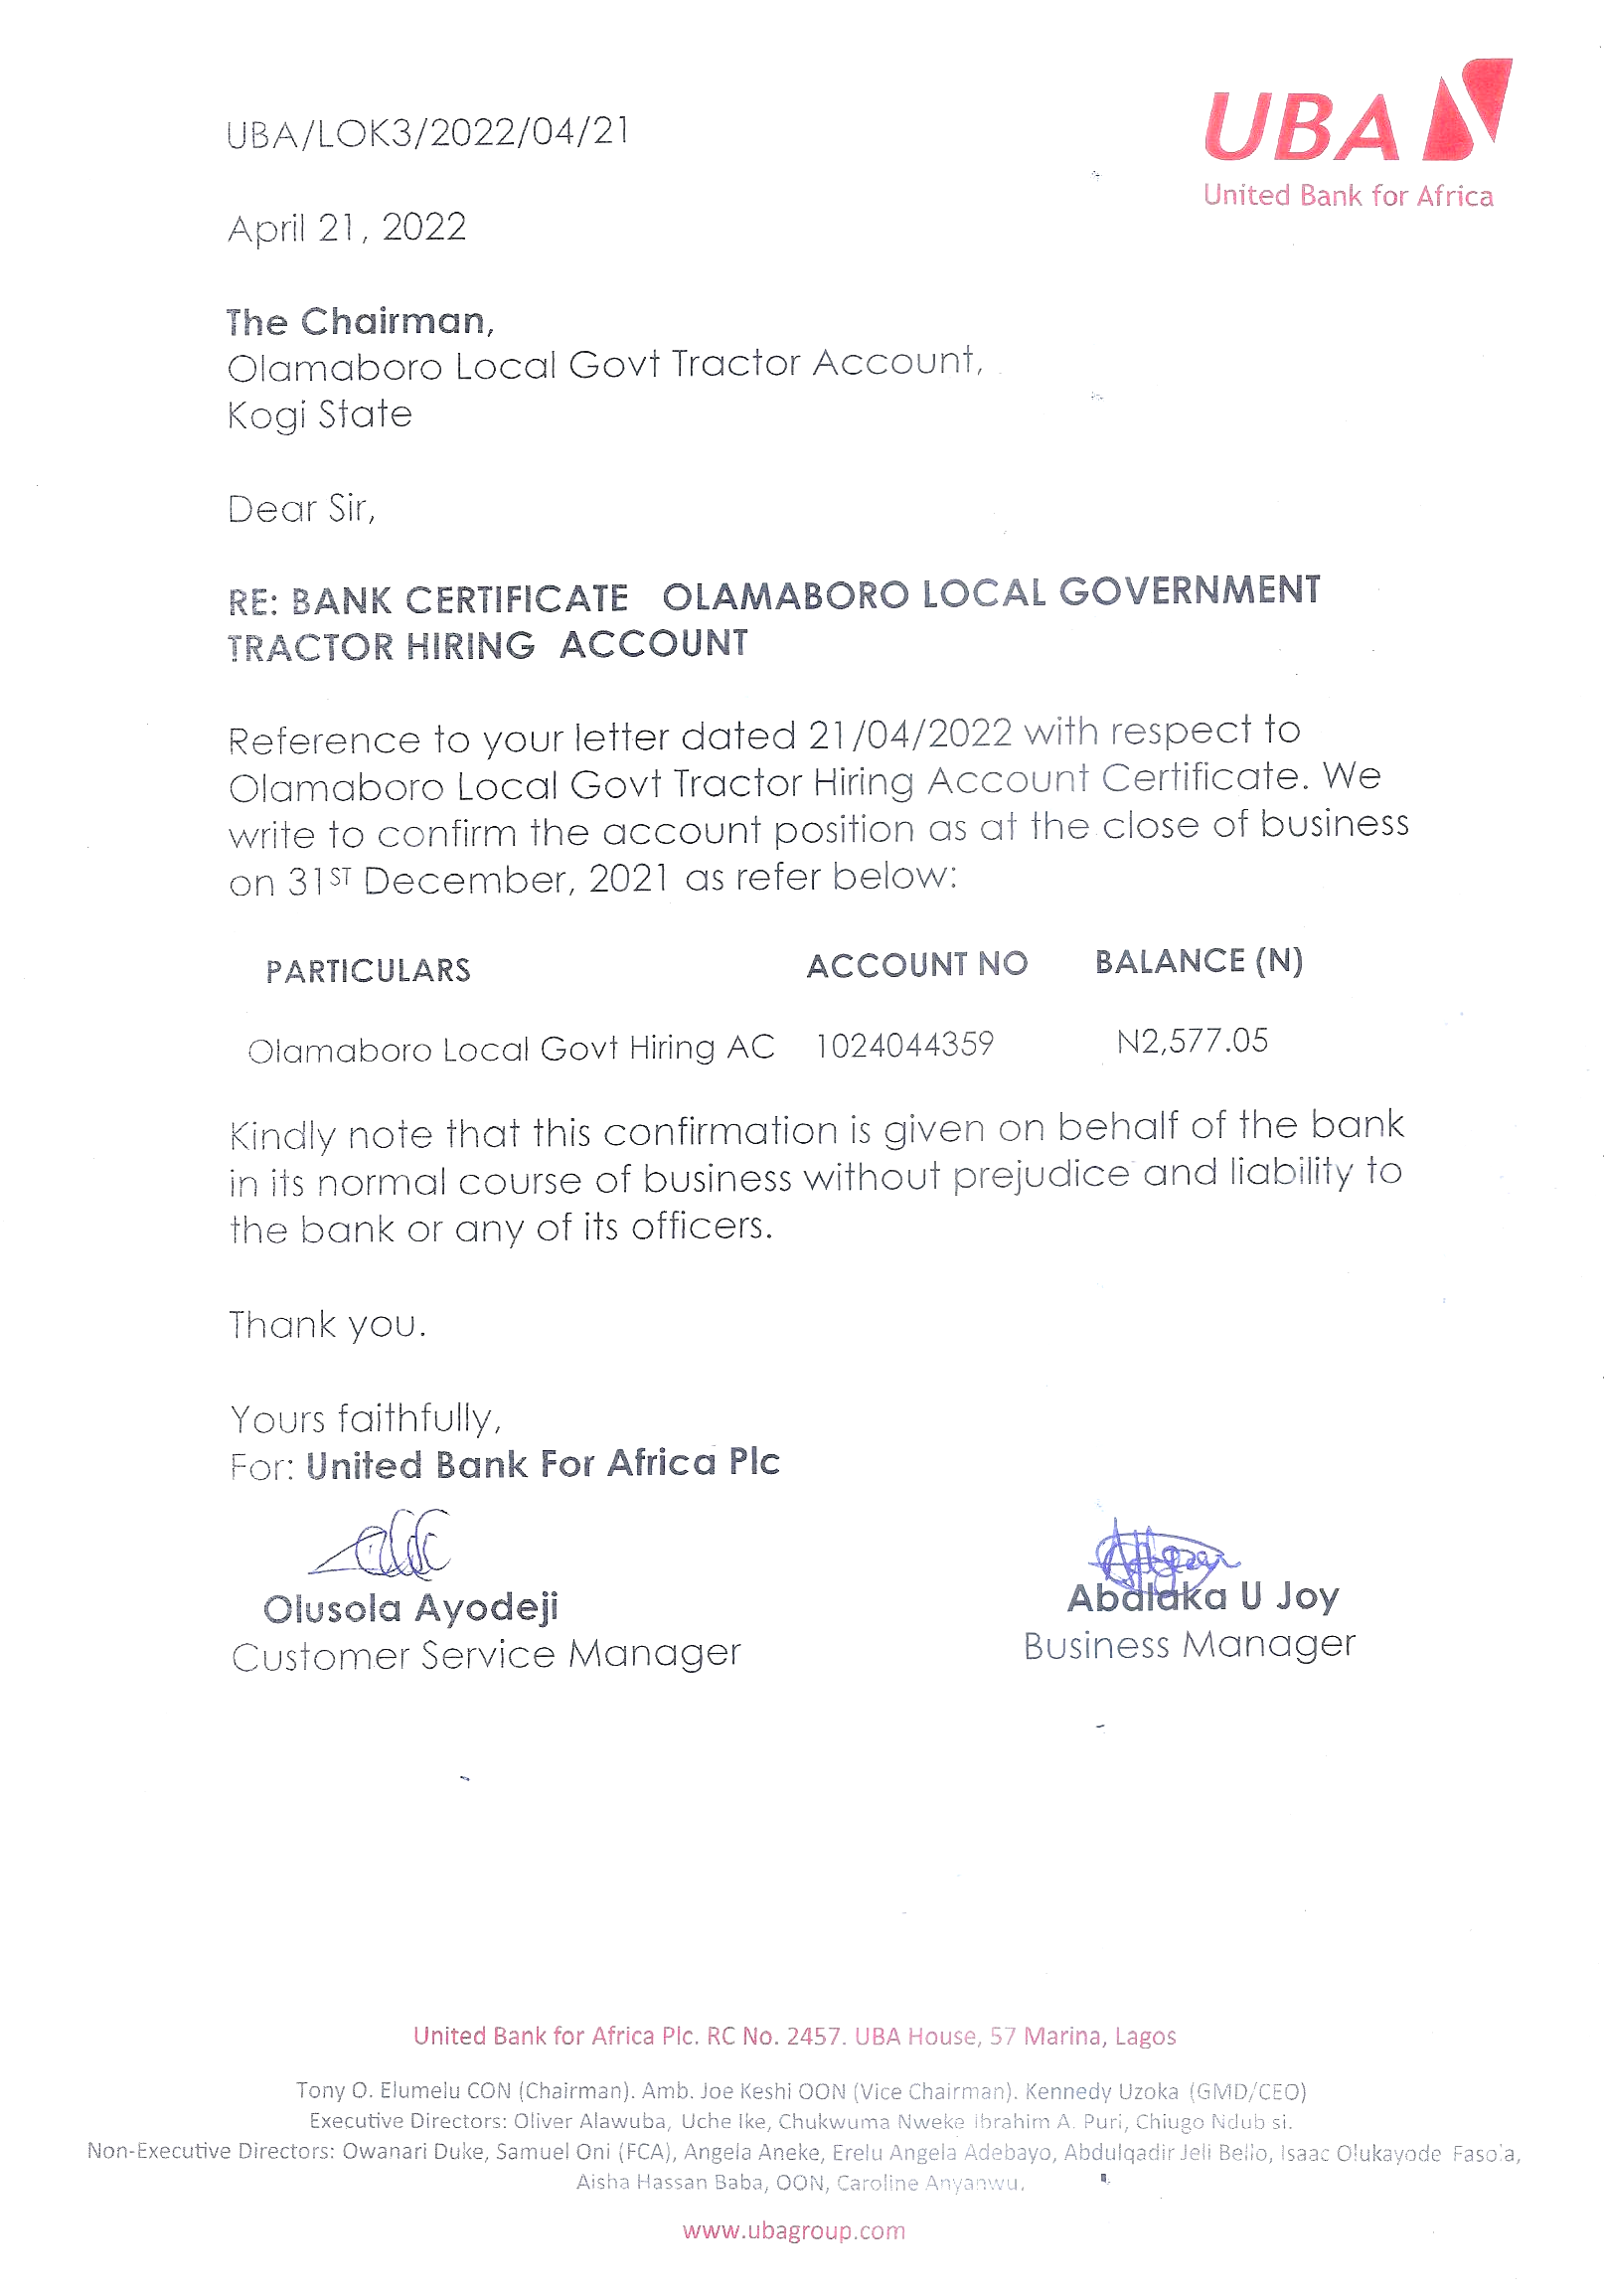 UBA/LOK3/2022/04/21
UBA
United Bank for Africa
April 21, 2022
The Chairman,
Olamaboro Local Govt Tractor Account,
Kogi State
Dear Sir,
RE: BANK CERTIFICATE OLAMABORO LOCAL GOVERNMENT
TRACTOR HIRING ACCOUNT
Reference to your letter dated 21/04/2022 with respect to
Olamaboro Local Govt Tractor Hiring Account Certificate. We
write to confirm the account position as at the close of business
on 31ST December, 2021 as refer below:
PARTICULARS ACCOUNT NO BALANCE (N)
Olamaboro Local Govt Hiring AC 1024044359 N2,577.05
Kindly note that this confirmation is given on behalf of the bank
in its normal course of business without prejudice and liability to
the bank or any of its officers.
Thank you.
Yours faithfully,
For: United Bank For Africa Plc
Olusola Ayodeji Abalaka U Joy
Customer Service Manager Business Manager
United Bank for Africa Plc. RC No. 2457. UBA House, 57 Marina, Lagos
Tony O. Elumelu CON (Chairman). Amb. Joe Keshi OON (Vice Chairman). Kennedy Uzoka (GMD/CEO)
Executive Directors: Oliver Alawuba, Uche Ike, Chukwuma Nweke Ibrahim A. Puri, Chiugo Ndubisi.
Non-Executive Directors: Owanari Duke, Samuel Oni (FCA), Angela Aneke, Erelu Angela Adebayo, Abdulqadir Jeli Bello, Isaac Olukayode Fasola,
Aisha Hassan Baba, OON, Caroline Anyanwu.
www.ubagroup.com